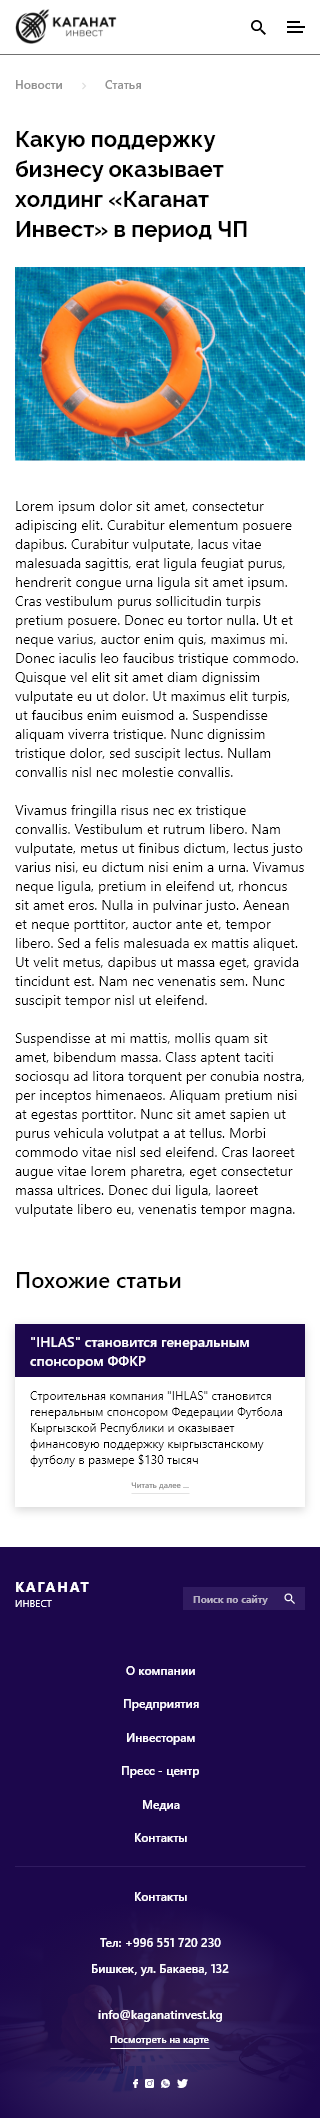 КАГАНАТ
ИНВЕСТ
Новости > Статья
Какую поддержку
бизнесу оказывает
холдинг «Каганат
Инвест» в период ЧП
Lorem ipsum dolor sit amet, consectetur
adipiscing elit. Curabitur elementum posuere
dapibus. Curabitur vulputate, lacus vitae
malesuada sagittis, erat ligula feugiat purus,
hendrerit congue urna ligula sit amet ipsum.
Cras vestibulum purus sollicitudin turpis
pretium posuere. Donec eu tortor nulla. Ut et
neque varius, auctor enim quis, maximus mi.
Donec iaculis leo faucibus tristique commodo.
Quisque vel elit sit amet diam dignissim
vulputate eu ut dolor. Ut maximus elit turpis,
ut faucibus enim euismod a. Suspendisse
aliquam viverra tristique. Nunc dignissim
tristique dolor, sed suscipit lectus. Nullam
convallis nisl nec molestie convallis.
Vivamus fringilla risus nec ex tristique
convallis. Vestibulum et rutrum libero. Nam
vulputate, metus ut finibus dictum, lectus justo
varius nisi, eu dictum nisi enim a urna. Vivamus
neque ligula, pretium in eleifend ut, rhoncus
sit amet eros. Nulla in pulvinar justo. Aenean
et neque porttitor, auctor ante et, tempor
libero. Sed a felis malesuada ex mattis aliquet.
Ut velit metus, dapibus ut massa eget, gravida
tincidunt est. Nam nec venenatis sem. Nunc
suscipit tempor nisl ut eleifend.
Suspendisse at mi mattis, mollis quam sit
amet, bibendum massa. Class aptent taciti
sociosqu ad litora torquent per conubia nostra,
per inceptos himenaeos. Aliquam pretium nisi
at egestas porttitor. Nunc sit amet sapien ut
purus vehicula volutpat a at tellus. Morbi
commodo vitae nisl sed eleifend. Cras laoreet
augue vitae lorem pharetra, eget consectetur
massa ultrices. Donec dui ligula, laoreet
vulputate libero eu, venenatis tempor magna.
Похожие статьи
"IHLAS" становится генеральным
спонсором ФФКР
Строительная компания "IHLAS" становится
генеральным спонсором Федерации Футбола
Кыргизской Республики и оказывает
финансовую поддержку кыргызстанскому
футболу в размере $130 тысяч
Читать далее ...
КАГАНАТ
ИНВЕСТ
Поиск по сайту
О компании
Предприятия
Инвесторам
Пресс - центр
Медиа
Контакты
Контакты
Тел: +996 551 720 230
Бишкек, ул. Бакаева, 132
info@kaganatinvest.kg
Посмотреть на карте